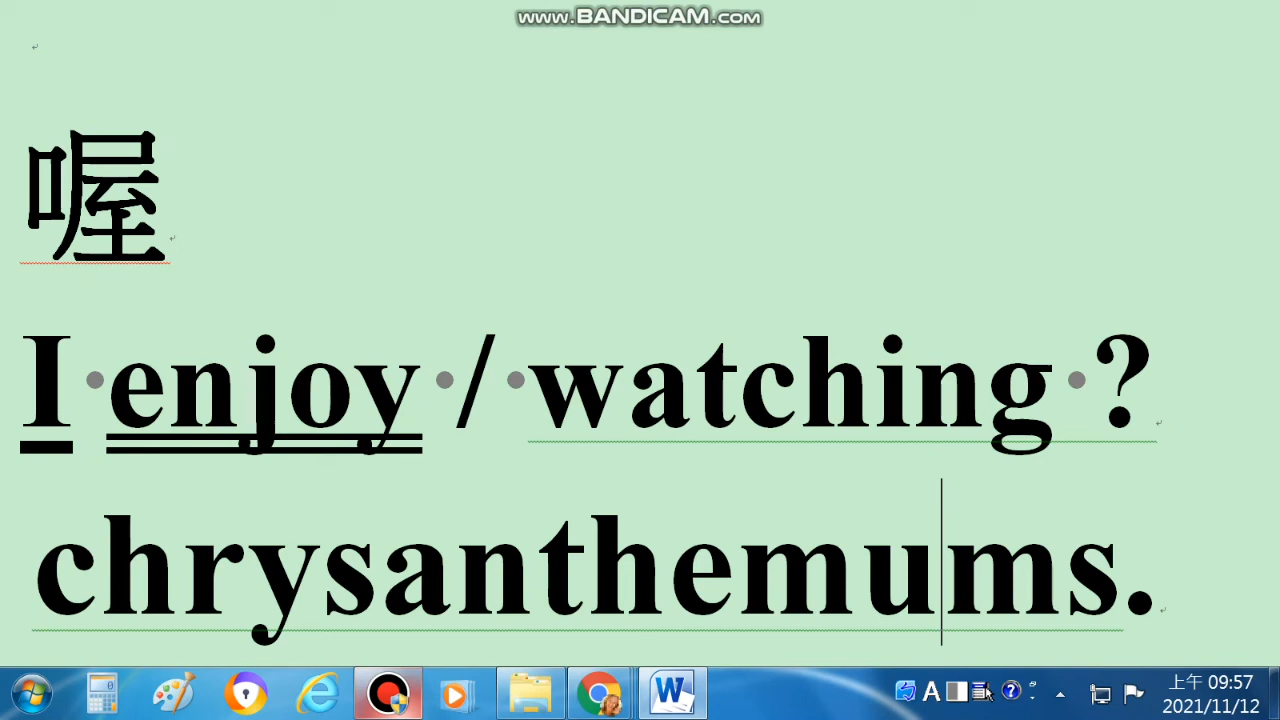 www.BANDICAM.com
喔
I enjoy / watching ?
chrysanthemums.
上午 09:57
2021/11/12